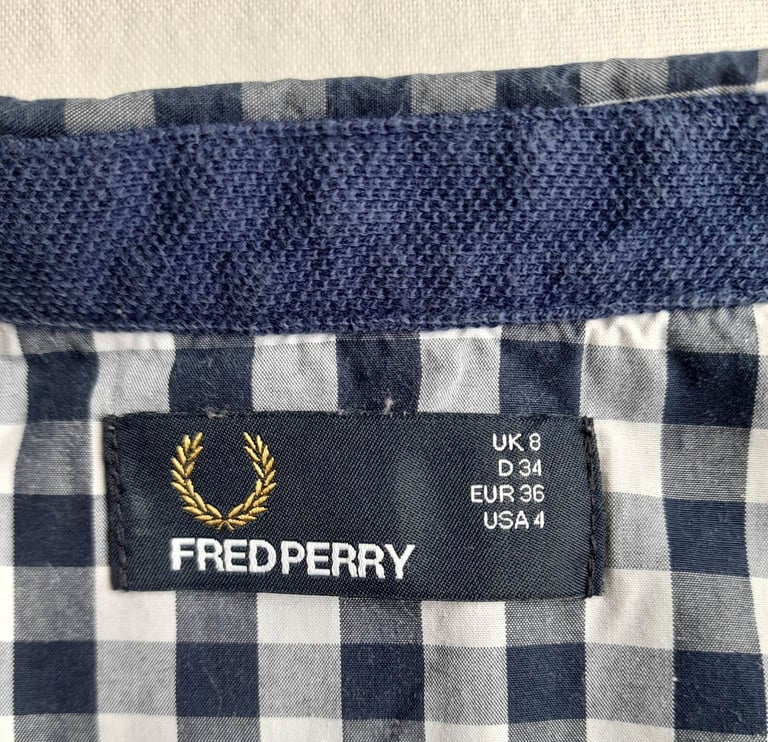 UK 8
D 34
EUR 36
USA 4
FRED PERRY